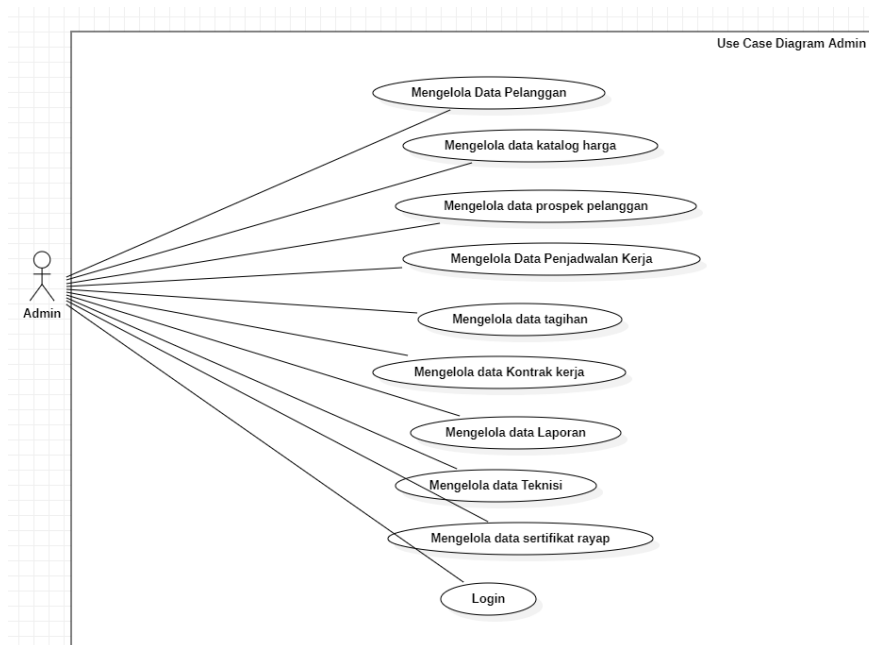 Use Case Diagram Admin
Mengelola Data Pelanggan
Mengelola data katalog harga
Mengelola data prospek pelanggan
Mengelola Data Penjadwalan Kerja
Admin
Mengelola data tagihan
Mengelola data Kontrak kerja
Mengelola data Laporan
Mengelola data Teknisi
Mengelola data sertifikat rayap
Login